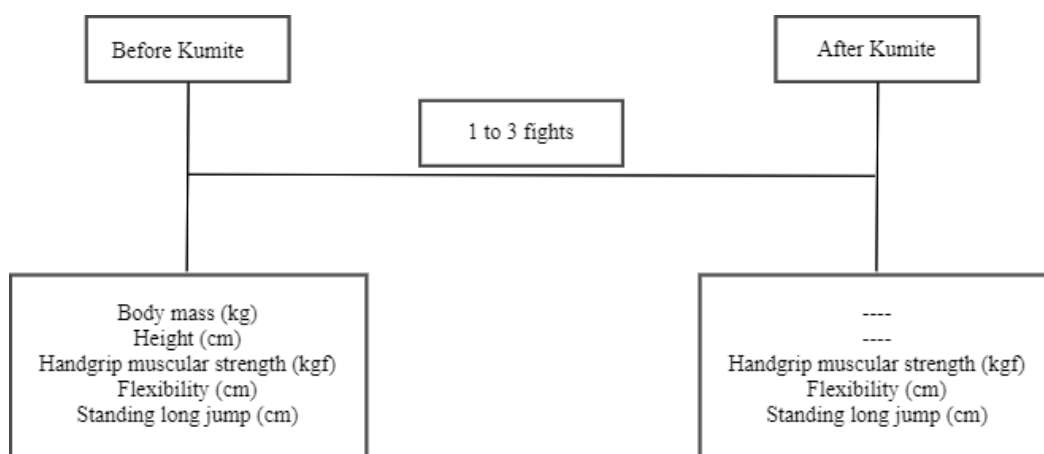 Before Kumite
After Kumite
1 to 3 fights
Body mass (kg)
Height (cm)
Handgrip muscular strength (kgf)
Flexibility (cm)
Standing long jump (cm)
----
----
Handgrip muscular strength (kgf)
Flexibility (cm)
Standing long jump (cm)